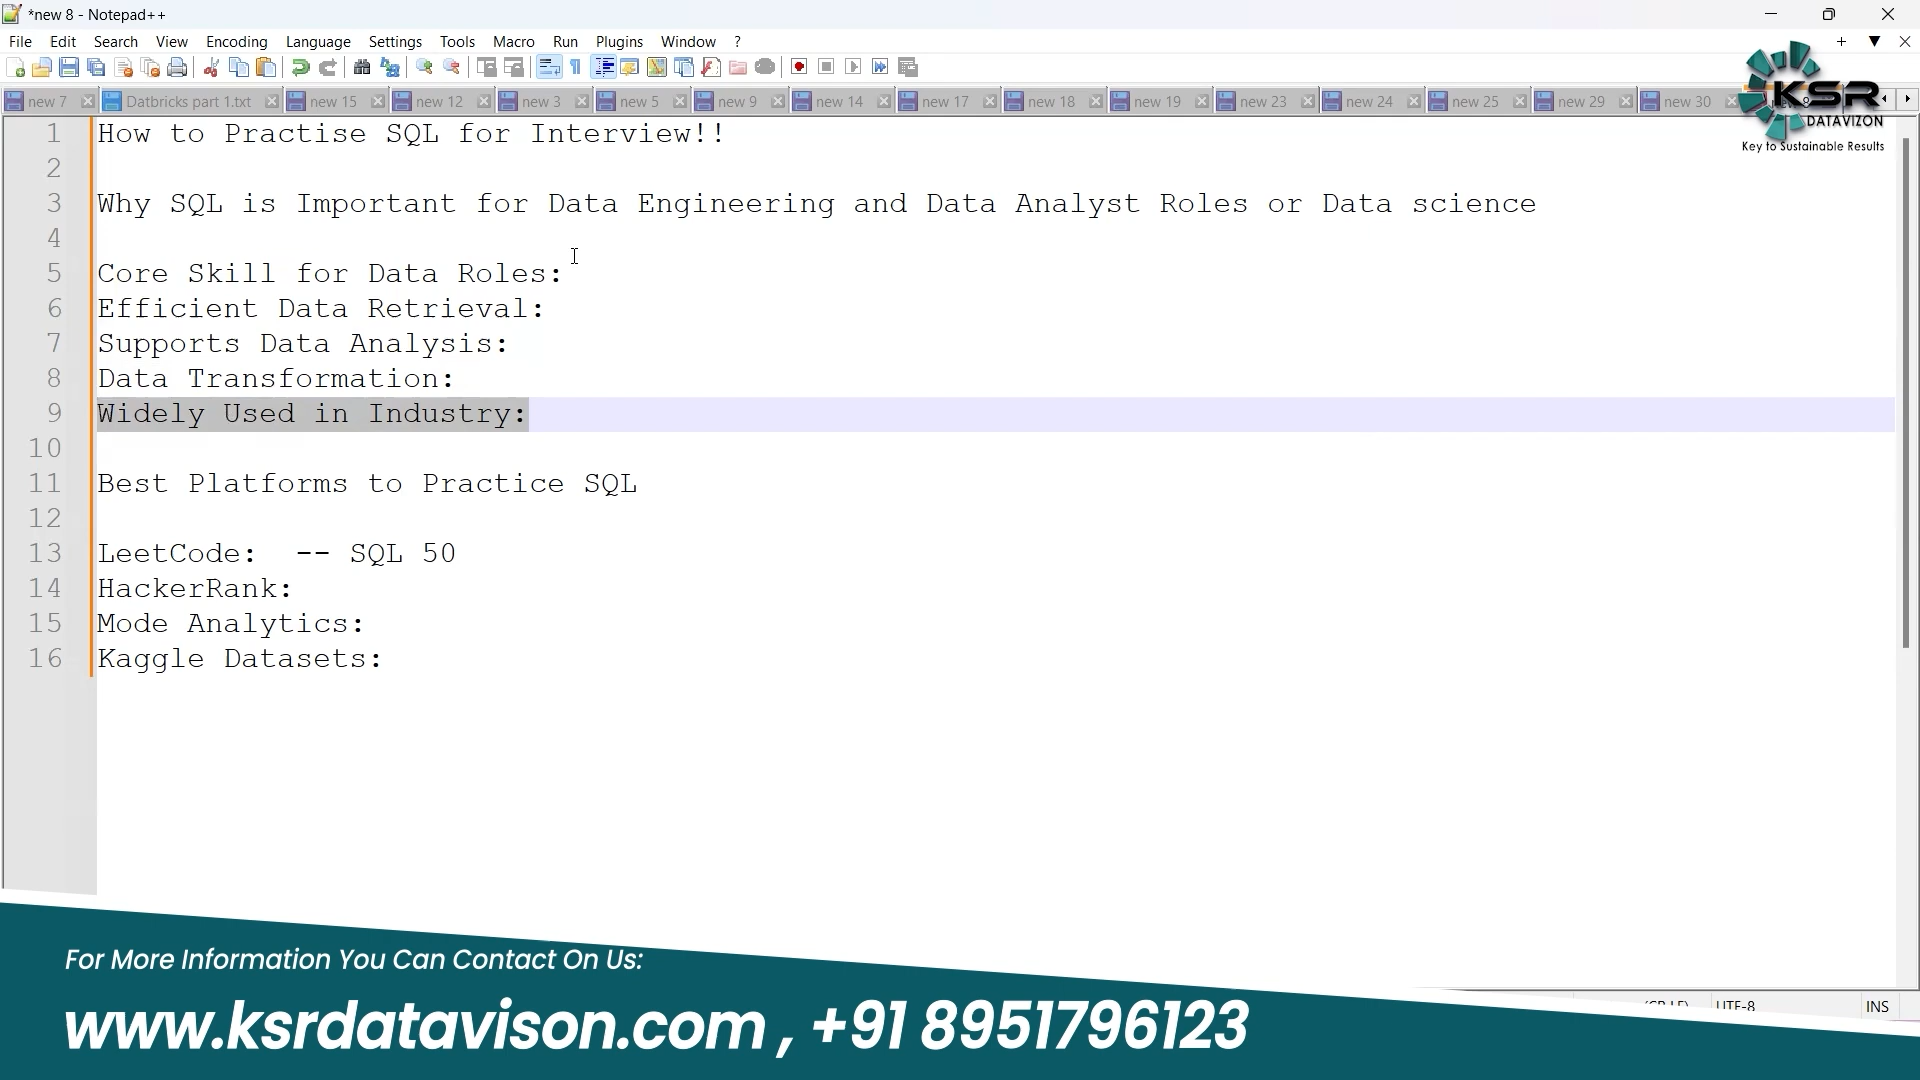 *new 8 - Notepad++
File Edit Search View Encoding Language Settings Tools Macro Run Plugins Window ?
new 7 Datbricks part 1.txt new 15 new 12 new 3 new 5 new 9 new 14 new 17 new 18 new 19 new 23 new 24 new 25 new 29 new 30
KSR
DATAVIZON
Key to Sustainable Results
1 How to Practise SQL for Interview!!
2
3 Why SQL is Important for Data Engineering and Data Analyst Roles or Data science
4
5 Core Skill for Data Roles:
6 Efficient Data Retrieval:
7 Supports Data Analysis:
8 Data Transformation:
9 Widely Used in Industry:
10
11 Best Platforms to Practice SQL
12
13 LeetCode:  -- SQL 50
14 HackerRank:
15 Mode Analytics:
16 Kaggle Datasets:
UTF-8 INS
For More Information You Can Contact On Us:
www.ksrdatavison.com , +91 8951796123